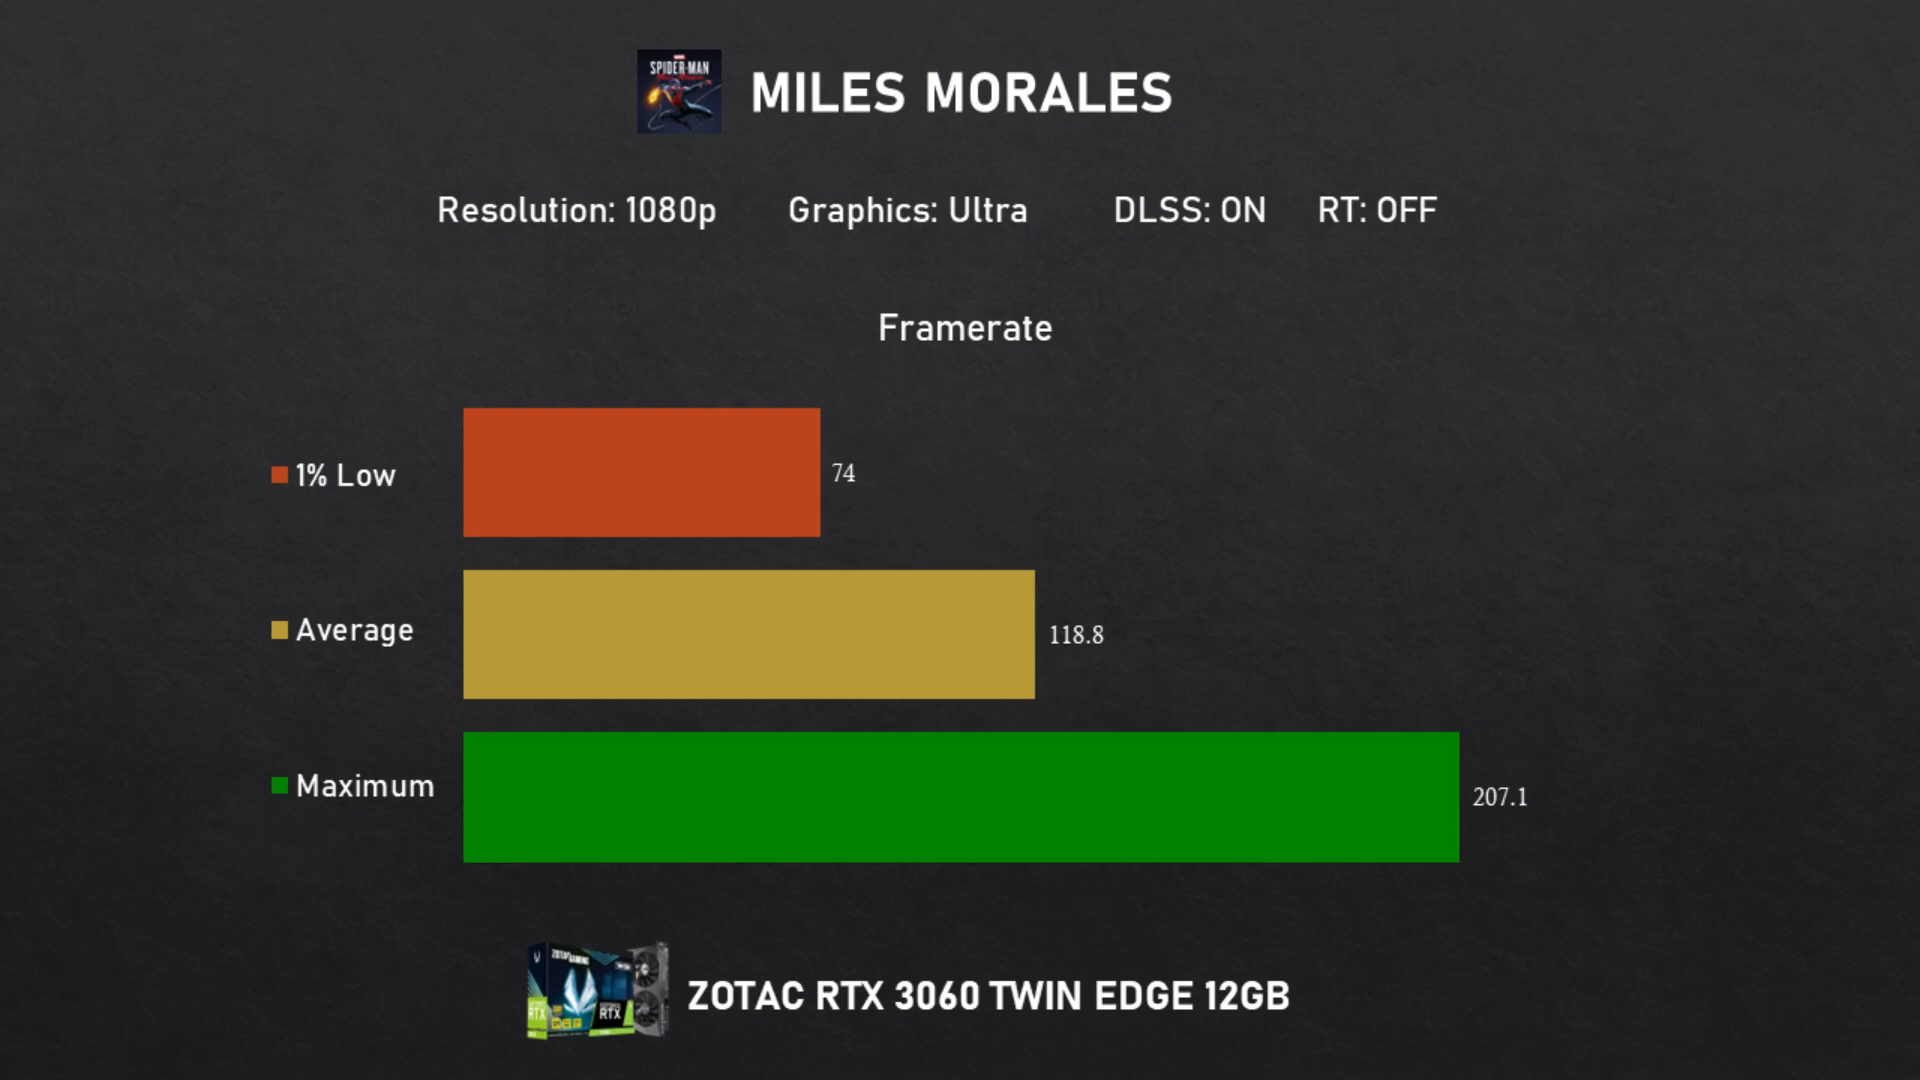 SPIDER-MAN
MILES MORALES
Resolution: 1080p Graphics: Ultra DLSS: ON RT: OFF
Framerate
1% Low 74
Average 118.8
Maximum 207.1
RTX
ZOTAC RTX 3060 TWIN EDGE 12GB